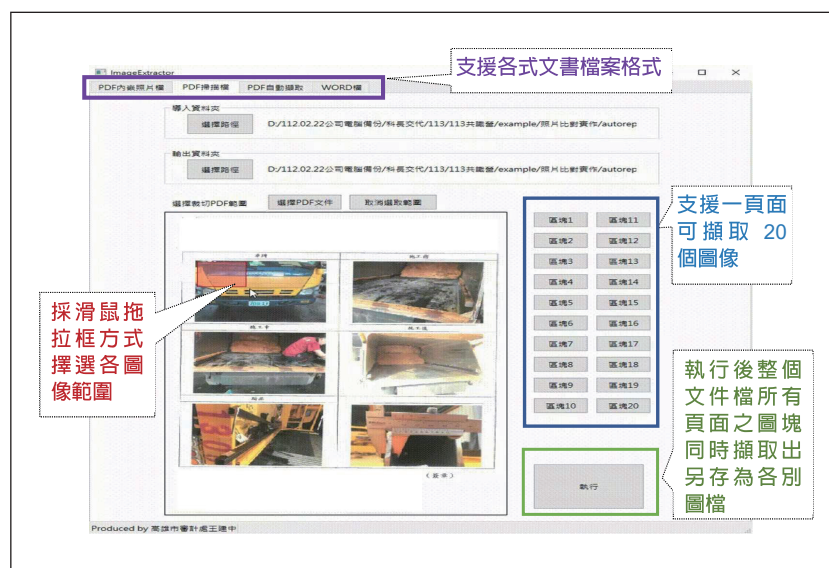 支援各式文書檔案格式
ImageExtractor
PDF內嵌照片檔 PDF掃描檔 PDF自動擷取 WORD檔
導入資料夾
選擇路徑 D:/112.02.22公司電腦備份/科長交代/113/113共識營/example/照片比對實作/autorep
輸出資料夾
選擇路徑 D:/112.02.22公司電腦備份/科長交代/113/113共識營/example/照片比對實作/autorep
選擇裁切PDF範圍 選擇PDF文件 取消選取範圍
支援一頁面
可擷取 20
個圖像
區塊1 區塊11
區塊2 區塊12
區塊3 區塊13
區塊4 區塊14
區塊5 區塊15
區塊6 區塊16
區塊7 區塊17
區塊8 區塊18
區塊9 區塊19
區塊10 區塊20
施工前
施工中 施工後
採滑鼠拖
拉框方式
擇選各圖
像範圍
執行後整個
文件檔所有
頁面之圖塊
同時擷取出
另存為各別
圖檔
執行
Produced by 高雄市審計處王建中